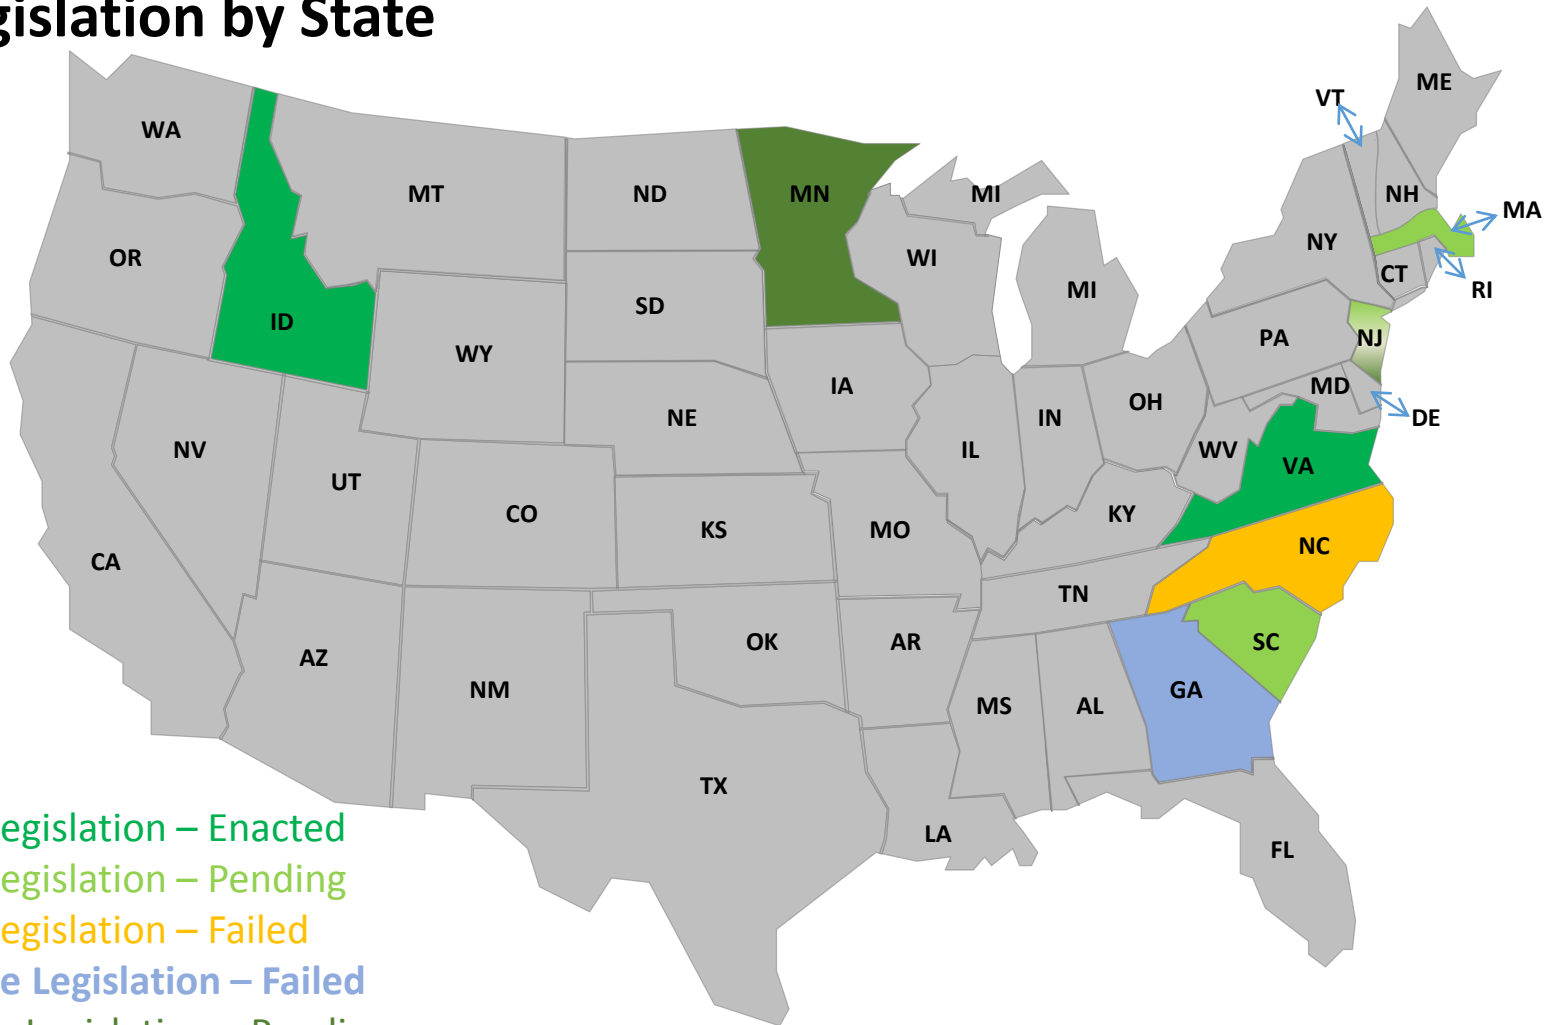 gislation by State
ME
VT
WA
MT
ND
MN
MI
NH
MA
NY
OR
WI
CT
MI
RI
ID
SD
PA
NJ
WY
IA
MD
OH
DE
NE
IN
NV
IL
WV
VA
UT
CO
KS
MO
KY
NC
CA
TN
OK
AR
SC
AZ
NM
GA
MS
AL
TX
LA
FL
egislation – Enacted
egislation – Pending
egislation – Failed
e Legislation – Failed